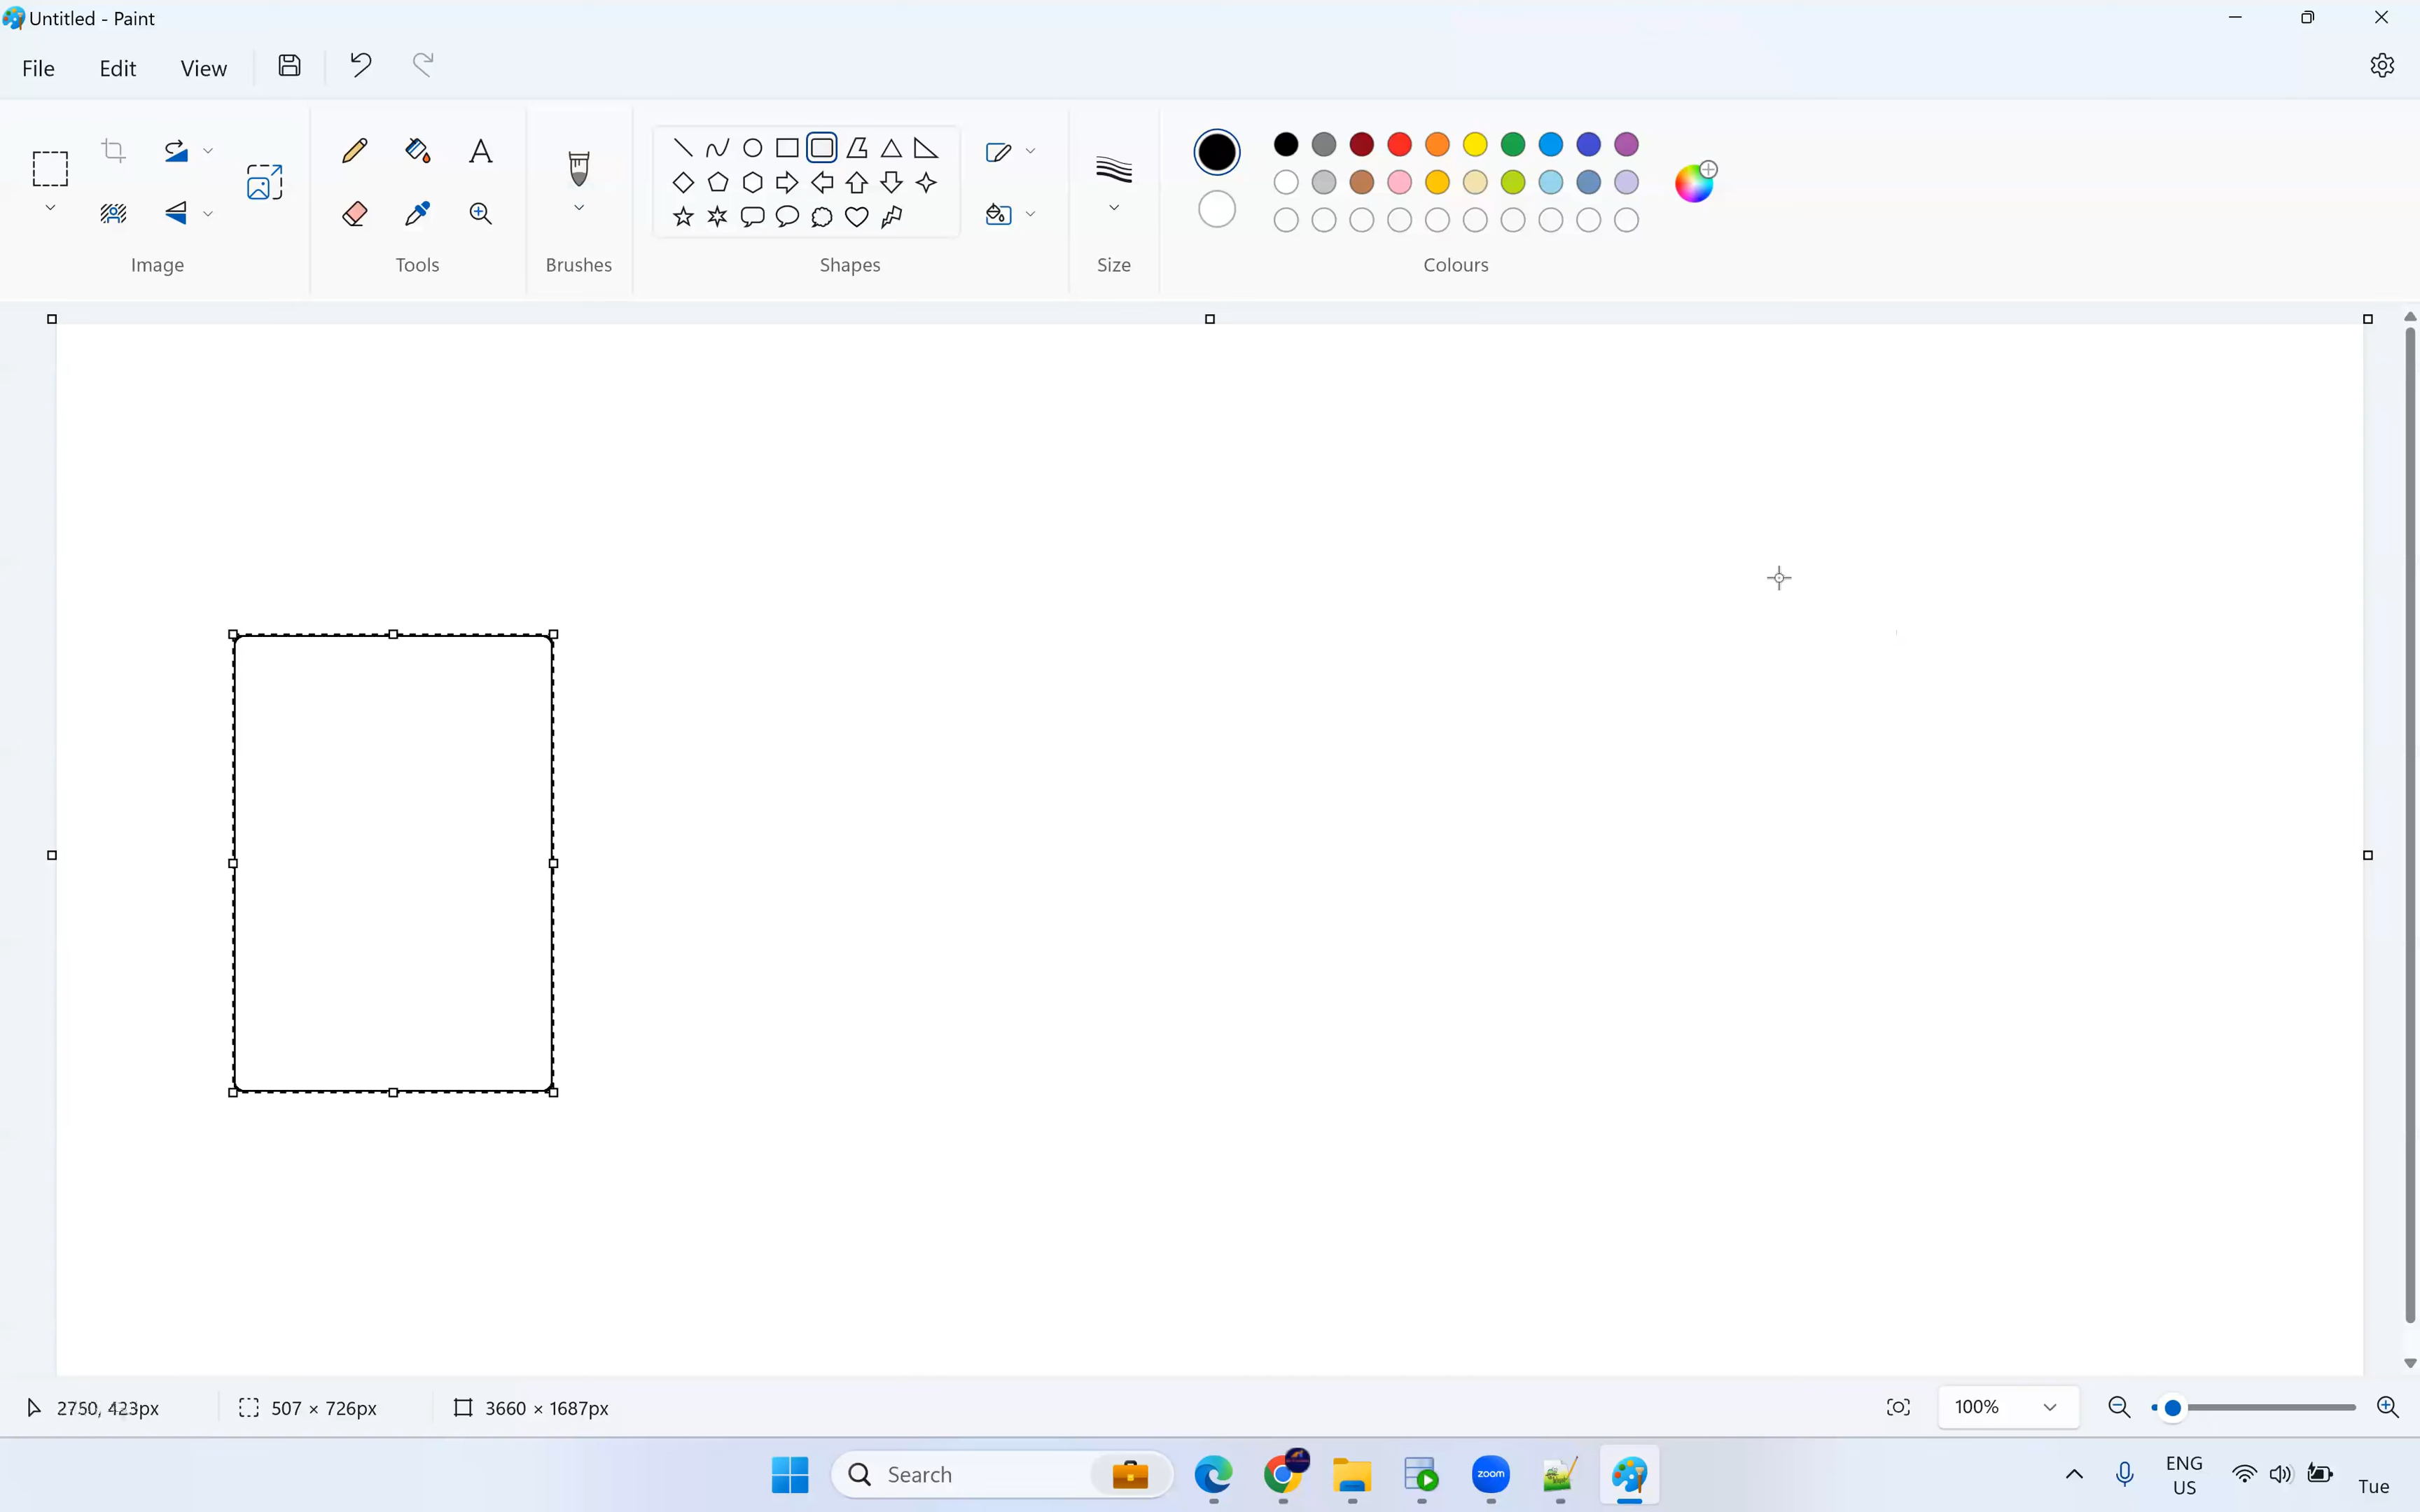 Untitled - Paint
File Edit View
Image Tools Brushes Shapes Size Colours
2750, 423px 507 × 726px 3660 × 1687px 100%
Search zoom ENG
US Tue